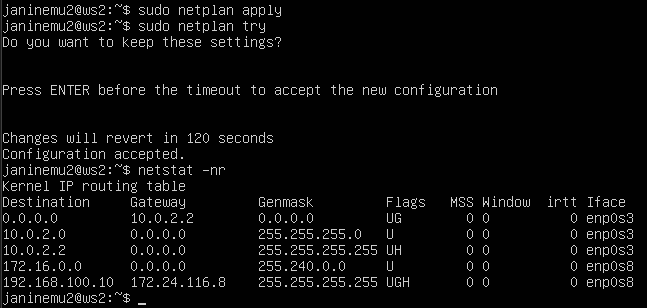 janinemu2@ws2:~$ sudo netplan apply
janinemu2@ws2:~$ sudo netplan try
Do you want to keep these settings?
Press ENTER before the timeout to accept the new configuration
Changes will revert in 120 seconds
Configuration accepted.
janinemu2@ws2:~$ netstat -nr
Kernel IP routing table
Destination     Gateway         Genmask         Flags   MSS Window  irtt Iface
0.0.0.0         10.0.2.2        0.0.0.0         UG        0 0          0 enp0s3
10.0.2.0        0.0.0.0         255.255.255.0   U         0 0          0 enp0s3
10.0.2.2        0.0.0.0         255.255.255.255 UH        0 0          0 enp0s3
172.16.0.0      0.0.0.0         255.240.0.0     U         0 0          0 enp0s8
192.168.100.10  172.24.116.8    255.255.255.255 UGH       0 0          0 enp0s8
janinemu2@ws2:~$ _